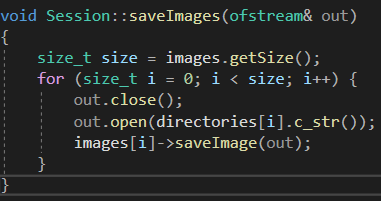 void Session::saveImages(ofstream& out)
{
    size_t size = images.getSize();
    for (size_t i = 0; i < size; i++) {
        out.close();
        out.open(directories[i].c_str());
        images[i]->saveImage(out);
    }
}